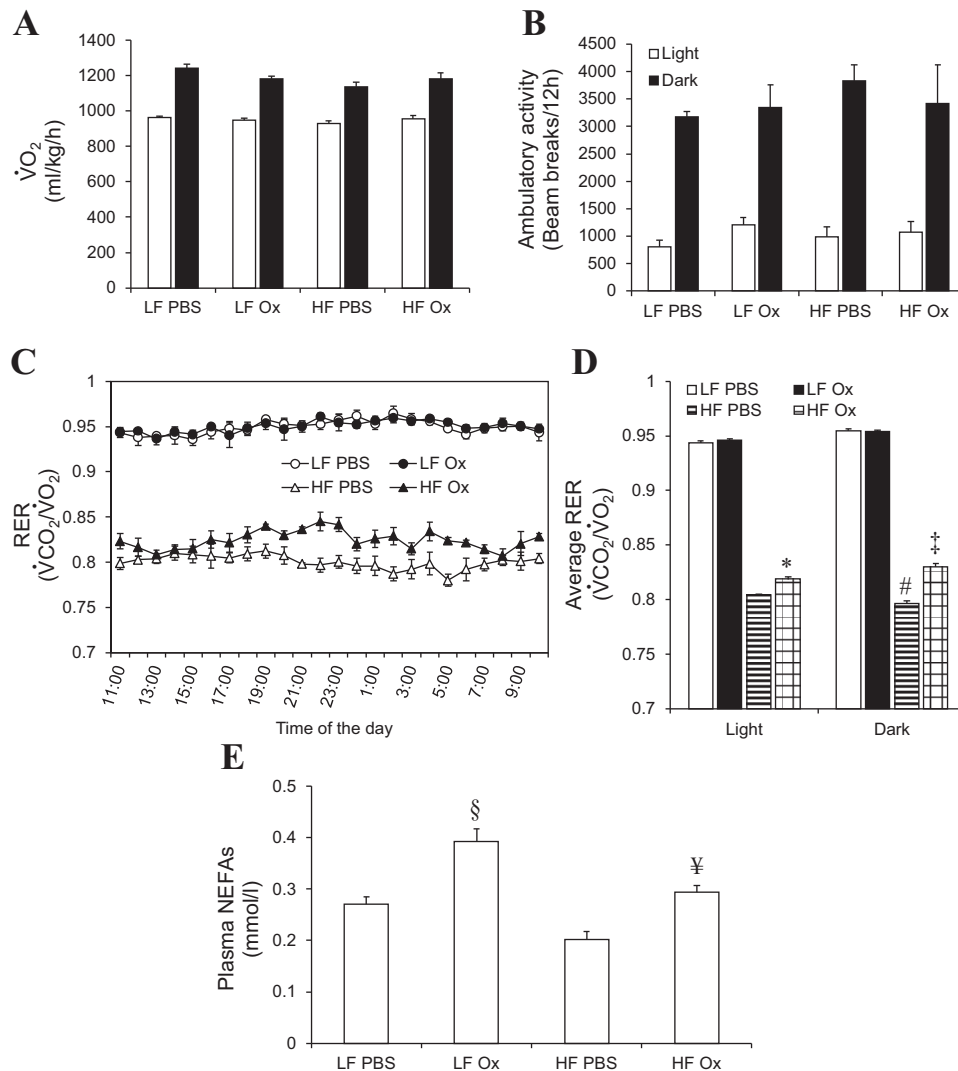 A
1400
1200
1000
800
600
400
200
0
V̇O₂
(ml/kg/h)
LF PBS
LF Ox
HF PBS
HF Ox
B
4500
4000
3500
3000
2500
2000
1500
1000
500
0
Ambulatory activity
(Beam breaks/12h)
Light
Dark
LF PBS
LF Ox
HF PBS
HF Ox
C
1
0.95
0.9
0.85
0.8
0.75
0.7
RER
(V̇CO₂/V̇O₂)
LF PBS
LF Ox
HF PBS
HF Ox
11:00
13:00
15:00
17:00
19:00
21:00
23:00
1:00
3:00
5:00
7:00
9:00
Time of the day
D
1
0.95
0.9
0.85
0.8
0.75
0.7
Average RER
(V̇CO₂/V̇O₂)
LF PBS
LF Ox
HF PBS
HF Ox
*
#
‡
Light
Dark
E
0.5
0.4
0.3
0.2
0.1
0
Plasma NEFAs
(mmol/l)
§
¥
LF PBS
LF Ox
HF PBS
HF Ox